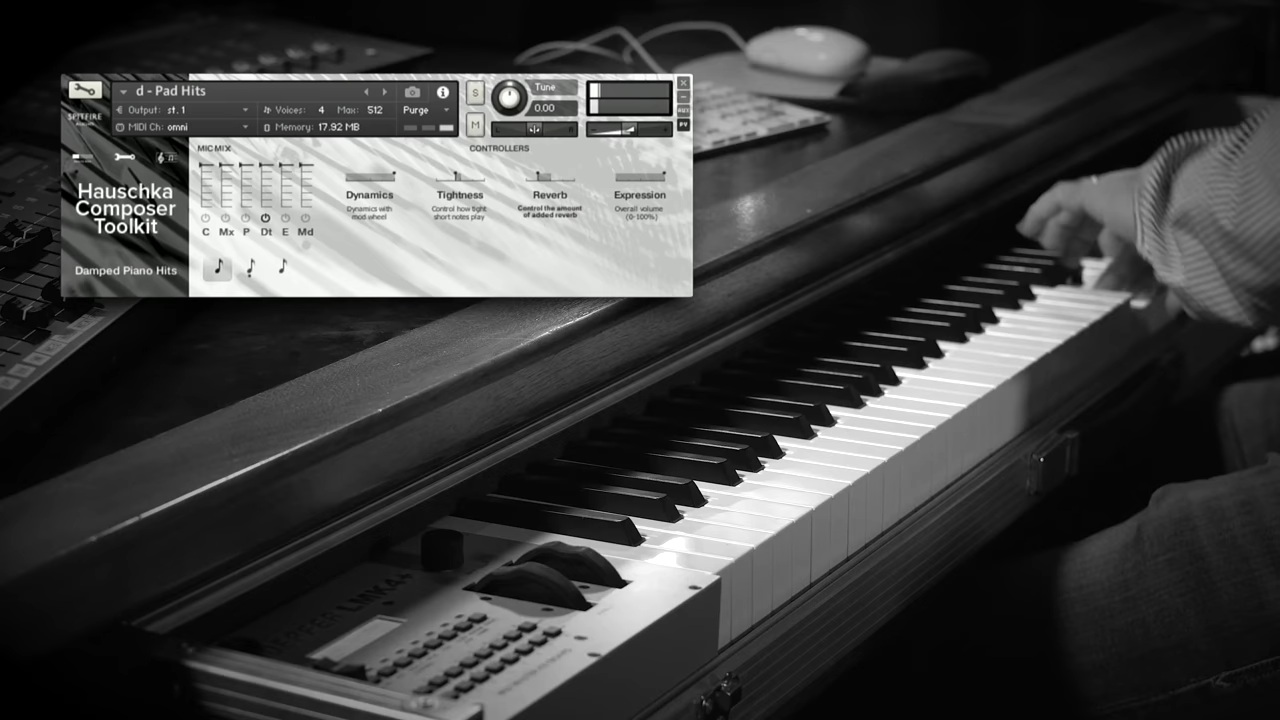 d - Pad Hits
S
Tune
Output: st. 1
Voices: 4 Max: 512
Purge
0.00
SPITFIRE
MIDI Ch: omni
Memory: 17.92 MB
M
L
R
AUX
PV
MIC MIX
CONTROLLERS
Hauschka
Composer
Toolkit
Dynamics
Tightness
Reverb
Expression
Dynamics with
mod wheel
Control how tight
short notes play
Control the amount
of added reverb
Overall volume
(0-100%)
C Mx P Dt E Md
Damped Piano Hits
LMK4+